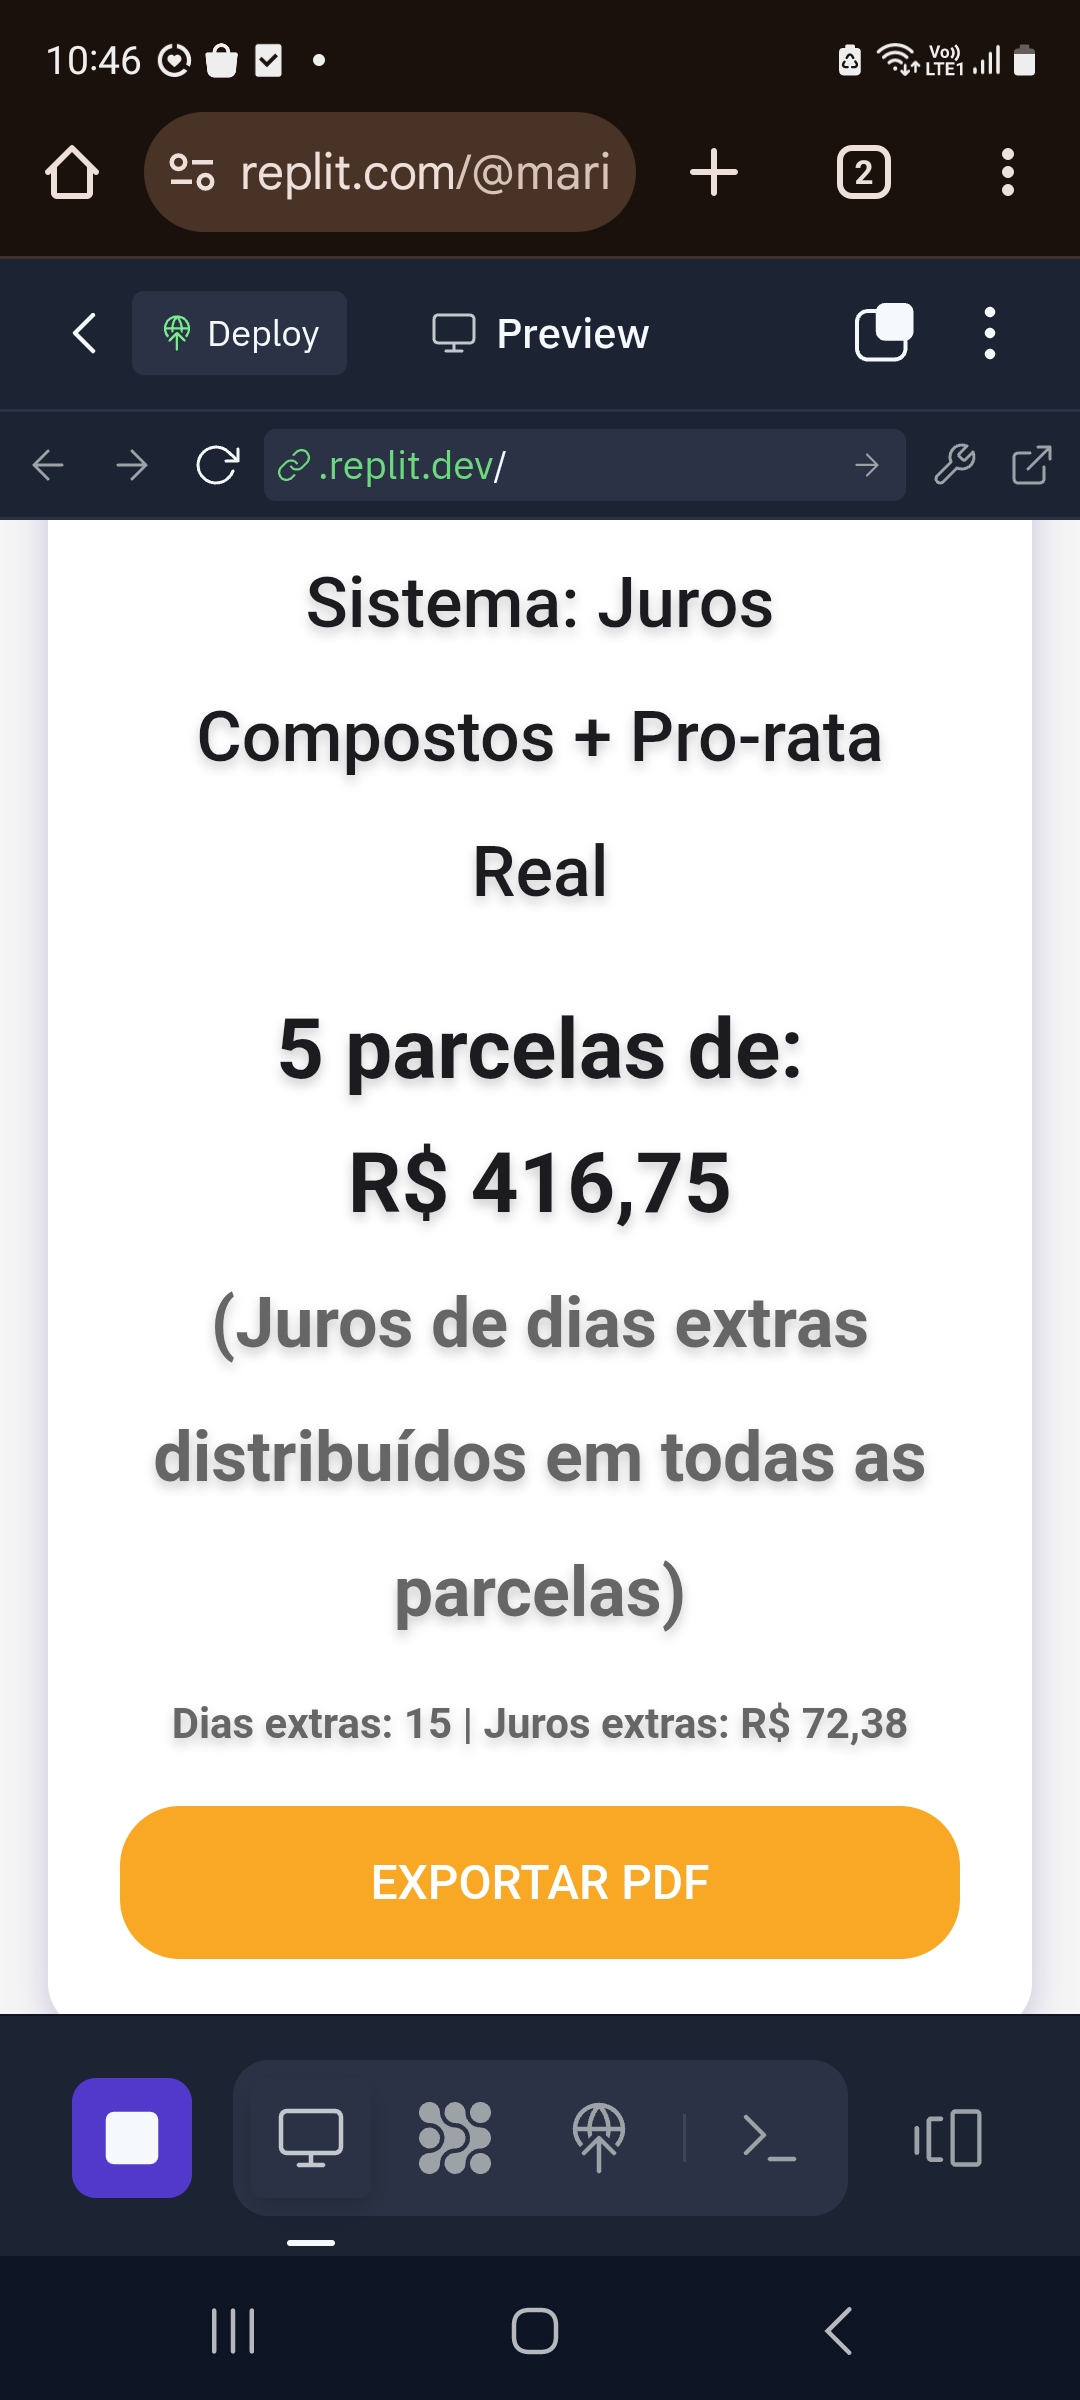 10:46
Vo))
LTE1
replit.com/@mari
2
Deploy
Preview
.replit.dev/
Sistema: Juros
Compostos + Pro-rata
Real
5 parcelas de:
R$ 416,75
(Juros de dias extras
distribuídos em todas as
parcelas)
Dias extras: 15 | Juros extras: R$ 72,38
EXPORTAR PDF